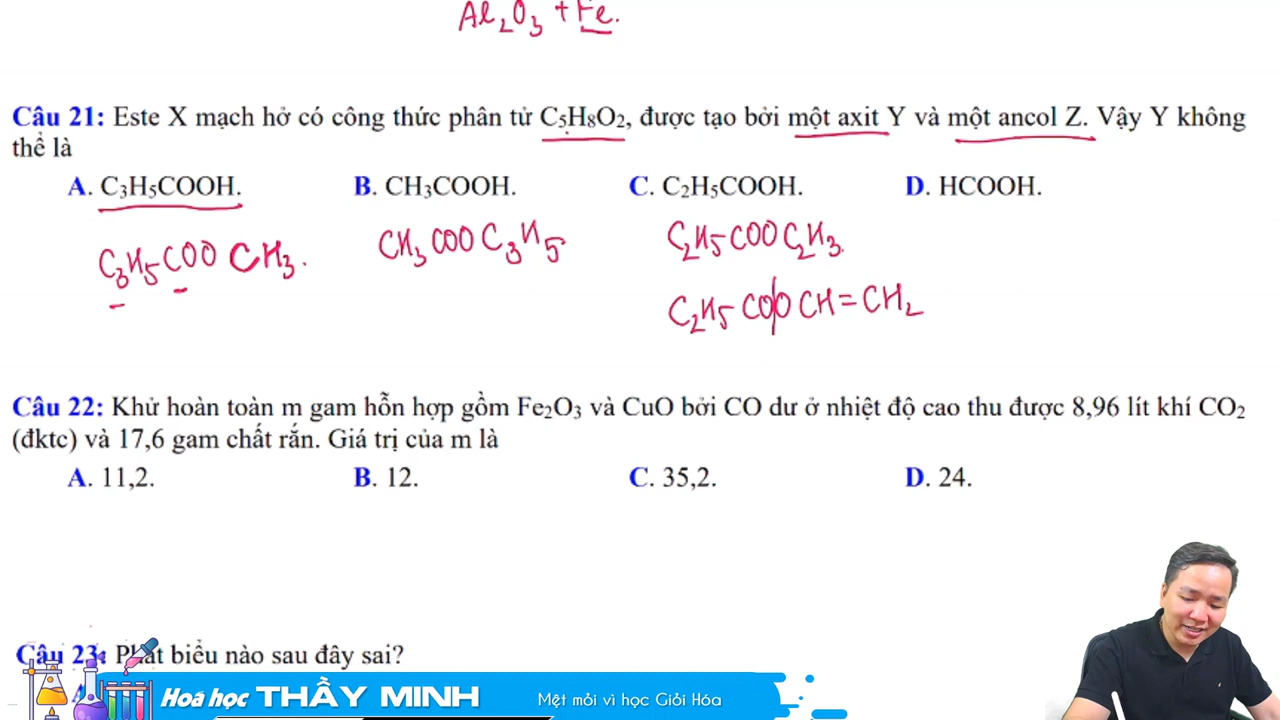 Al2O3 + Fe.
Câu 21: Este X mạch hở có công thức phân tử C5H8O2, được tạo bởi một axit Y và một ancol Z. Vậy Y không
thể là
A. C3H5COOH. B. CH3COOH. C. C2H5COOH. D. HCOOH.
C3H5COO CH3. CH3COO C3H5 C2H5COO C2H3.
C2H5COO CH=CH2
Câu 22: Khử hoàn toàn m gam hỗn hợp gồm Fe2O3 và CuO bởi CO dư ở nhiệt độ cao thu được 8,96 lít khí CO2
(đktc) và 17,6 gam chất rắn. Giá trị của m là
A. 11,2. B. 12. C. 35,2. D. 24.
Câu 23: Phát biểu nào sau đây sai?
Hoá học THẦY MINH Mệt mỏi vì học Giỏi Hóa